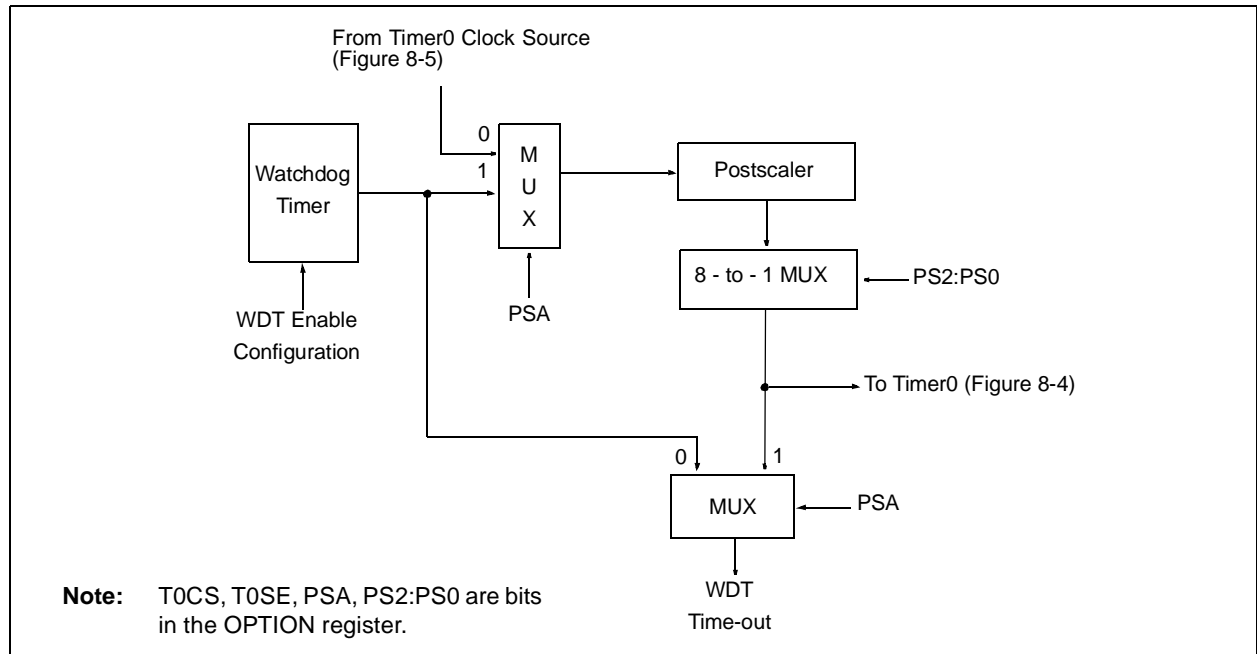 From Timer0 Clock Source
(Figure 8-5)
0
1
M
U
X
Watchdog
Timer
Postscaler
8 - to - 1 MUX
PS2:PS0
PSA
WDT Enable
Configuration
To Timer0 (Figure 8-4)
0
1
MUX
PSA
WDT
Time-out
Note: T0CS, T0SE, PSA, PS2:PS0 are bits
in the OPTION register.